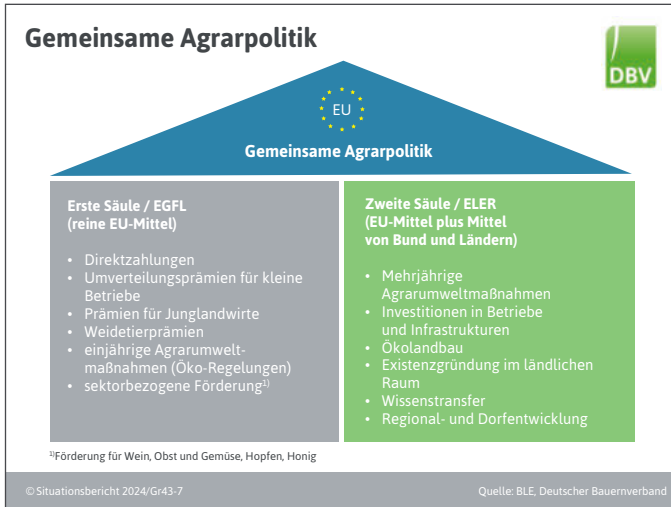 Gemeinsame Agrarpolitik
DBV
EU
Gemeinsame Agrarpolitik
Erste Säule / EGFL
(reine EU-Mittel)
• Direktzahlungen
• Umverteilungsprämien für kleine
Betriebe
• Prämien für Junglandwirte
• Weidetierprämien
• einjährige Agrarumwelt-
maßnahmen (Öko-Regelungen)
• sektorbezogene Förderung¹⁾
Zweite Säule / ELER
(EU-Mittel plus Mittel
von Bund und Ländern)
• Mehrjährige
Agrarumweltmaßnahmen
• Investitionen in Betriebe
und Infrastrukturen
• Ökolandbau
• Existenzgründung im ländlichen
Raum
• Wissenstransfer
• Regional- und Dorfentwicklung
¹⁾Förderung für Wein, Obst und Gemüse, Hopfen, Honig
© Situationsbericht 2024/Gr43-7
Quelle: BLE, Deutscher Bauernverband